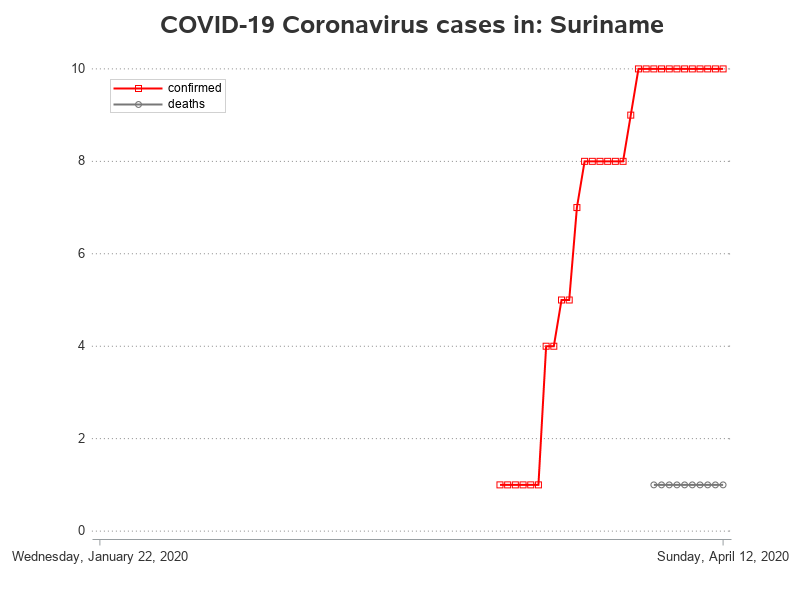 COVID-19 Coronavirus cases in: Suriname
10
confirmed
deaths
8
6
4
2
0
Wednesday, January 22, 2020
Sunday, April 12, 2020